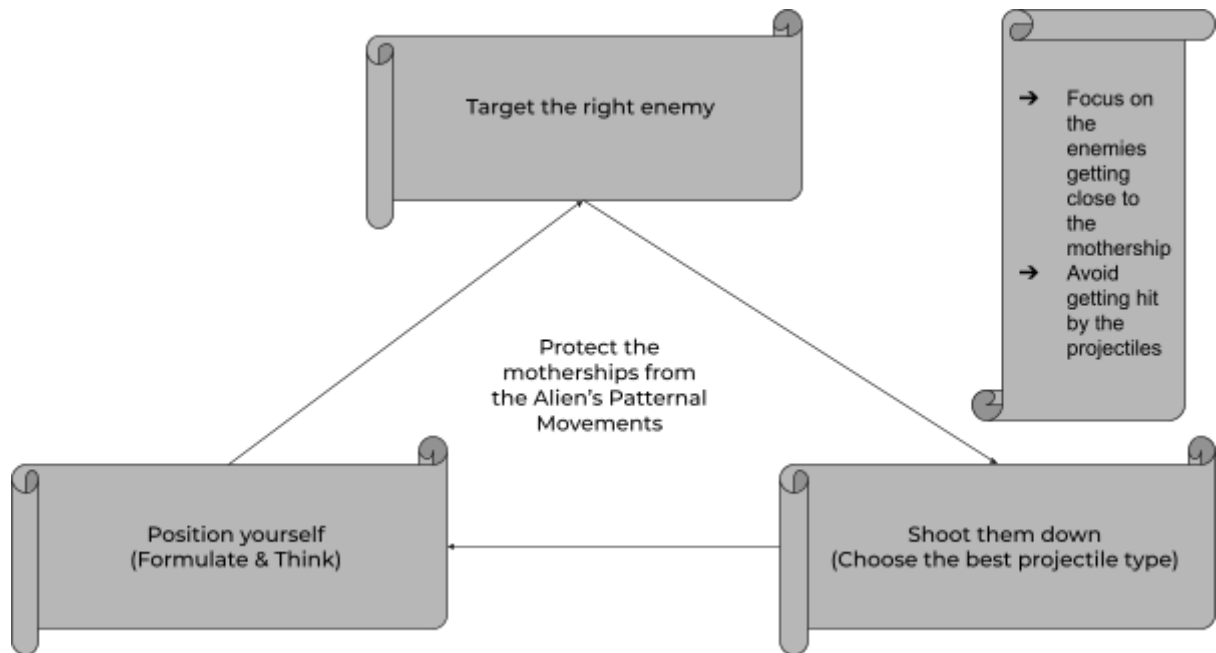 Target the right enemy
➔ Focus on
the
enemies
getting
close to
the
mothership
➔ Avoid
getting hit
by the
projectiles
Protect the
motherships from
the Alien's Patternal
Movements
Position yourself
(Formulate & Think)
Shoot them down
(Choose the best projectile type)